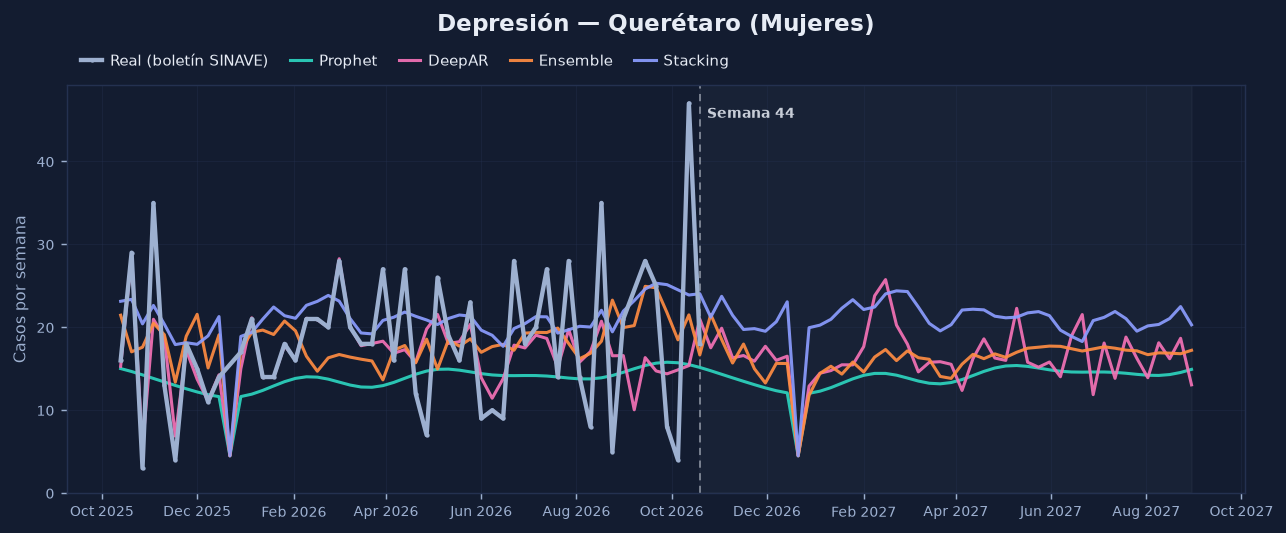 Depresión — Querétaro (Mujeres)
Real (boletín SINAVE) Prophet DeepAR Ensemble Stacking
Semana 44
Casos por semana
40
30
20
10
0
Oct 2025 Dec 2025 Feb 2026 Apr 2026 Jun 2026 Aug 2026 Oct 2026 Dec 2026 Feb 2027 Apr 2027 Jun 2027 Aug 2027 Oct 2027